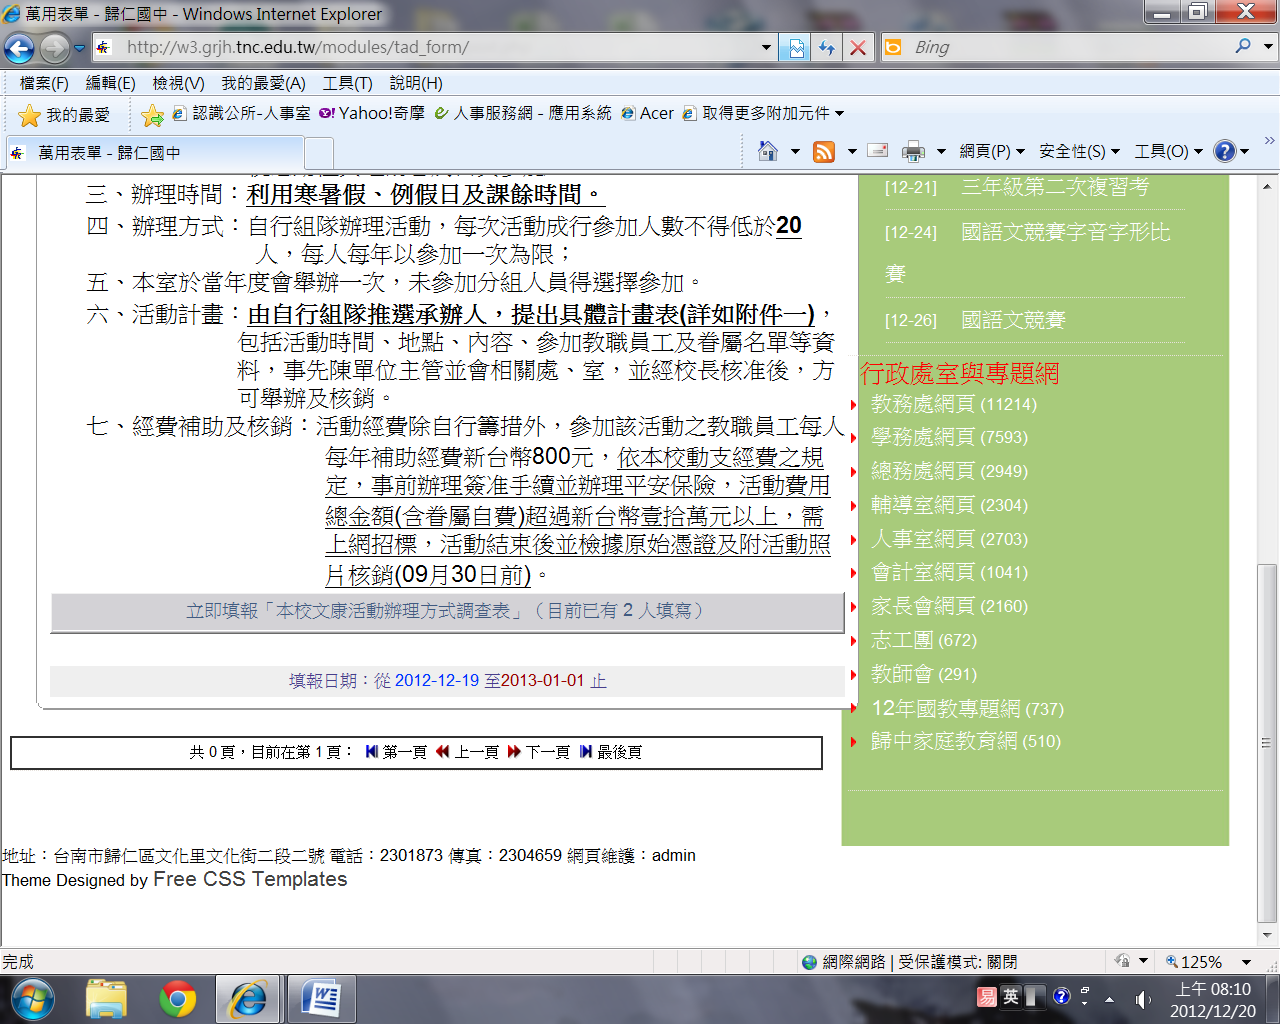 萬用表單 - 歸仁國中 - Windows Internet Explorer
http://w3.grjh.tnc.edu.tw/modules/tad_form/
Bing
檔案(F) 編輯(E) 檢視(V) 我的最愛(A) 工具(T) 說明(H)
我的最愛 認識公所-人事室 Yahoo!奇摩 人事服務網 - 應用系統 Acer 取得更多附加元件
萬用表單 - 歸仁國中
網頁(P) 安全性(S) 工具(O)
三、辦理時間：利用寒暑假、例假日及課餘時間。
四、辦理方式：自行組隊辦理活動，每次活動成行參加人數不得低於20
人，每人每年以參加一次為限；
五、本室於當年度會舉辦一次，未參加分組人員得選擇參加。
六、活動計畫：由自行組隊推選承辦人，提出具體計畫表(詳如附件一)，
包括活動時間、地點、內容、參加教職員工及眷屬名單等資
料，事先陳單位主管並會相關處、室，並經校長核准後，方
可舉辦及核銷。
七、經費補助及核銷：活動經費除自行籌措外，參加該活動之教職員工每人
每年補助經費新台幣800元，依本校動支經費之規
定，事前辦理簽准手續並辦理平安保險，活動費用
總金額(含眷屬自費)超過新台幣壹拾萬元以上，需
上網招標，活動結束後並檢據原始憑證及附活動照
片核銷(09月30日前)。
立即填報「本校文康活動辦理方式調查表」（目前已有 2 人填寫）
填報日期：從 2012-12-19 至2013-01-01 止
共 0 頁，目前在第 1 頁： 第一頁 上一頁 下一頁 最後頁
[12-21] 三年級第二次複習考
[12-24] 國語文競賽字音字形比
賽
[12-26] 國語文競賽
行政處室與專題網
教務處網頁 (11214)
學務處網頁 (7593)
總務處網頁 (2949)
輔導室網頁 (2304)
人事室網頁 (2703)
會計室網頁 (1041)
家長會網頁 (2160)
志工團 (672)
教師會 (291)
12年國教專題網 (737)
歸中家庭教育網 (510)
地址：台南市歸仁區文化里文化街二段二號 電話：2301873 傳真：2304659 網頁維護：admin
Theme Designed by Free CSS Templates
完成
網際網路 | 受保護模式: 關閉
125%
易 英
上午 08:10
2012/12/20